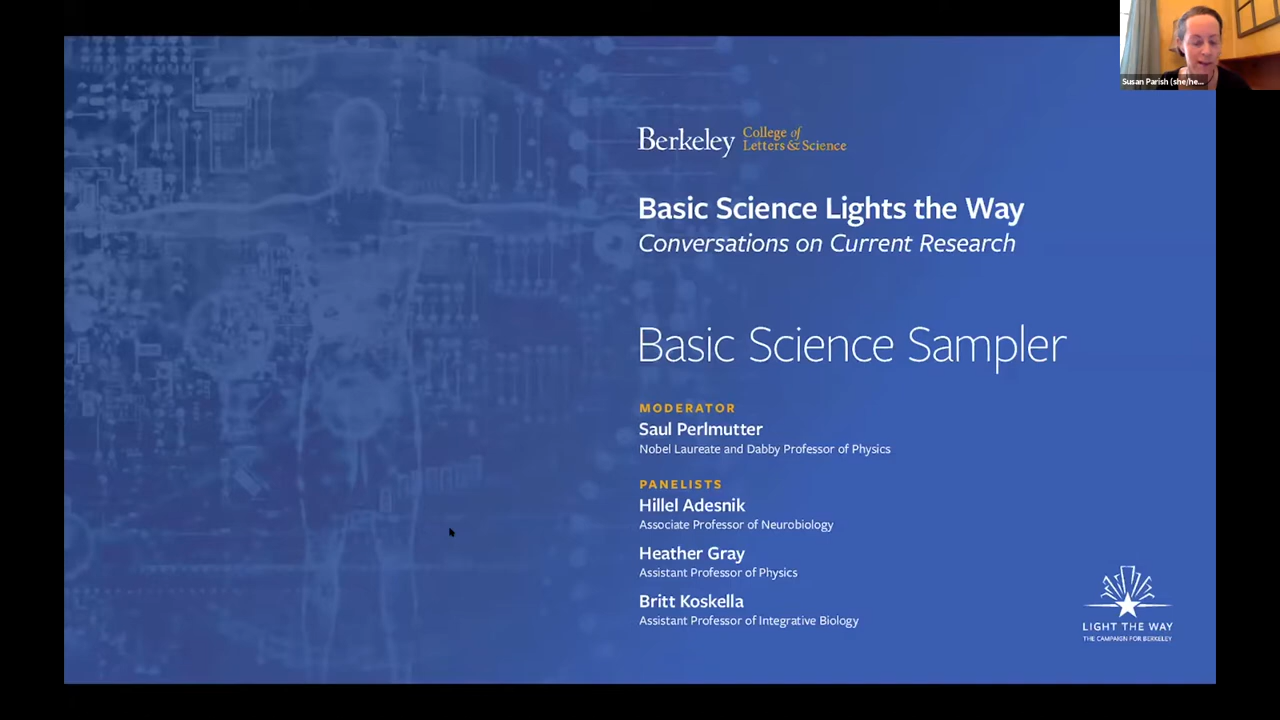 Susan Parish (she/he...
Berkeley College of
Letters & Science
Basic Science Lights the Way
Conversations on Current Research
Basic Science Sampler
MODERATOR
Saul Perlmutter
Nobel Laureate and Dabby Professor of Physics
PANELISTS
Hillel Adesnik
Associate Professor of Neurobiology
Heather Gray
Assistant Professor of Physics
Britt Koskella
Assistant Professor of Integrative Biology
LIGHT THE WAY
THE CAMPAIGN FOR BERKELEY